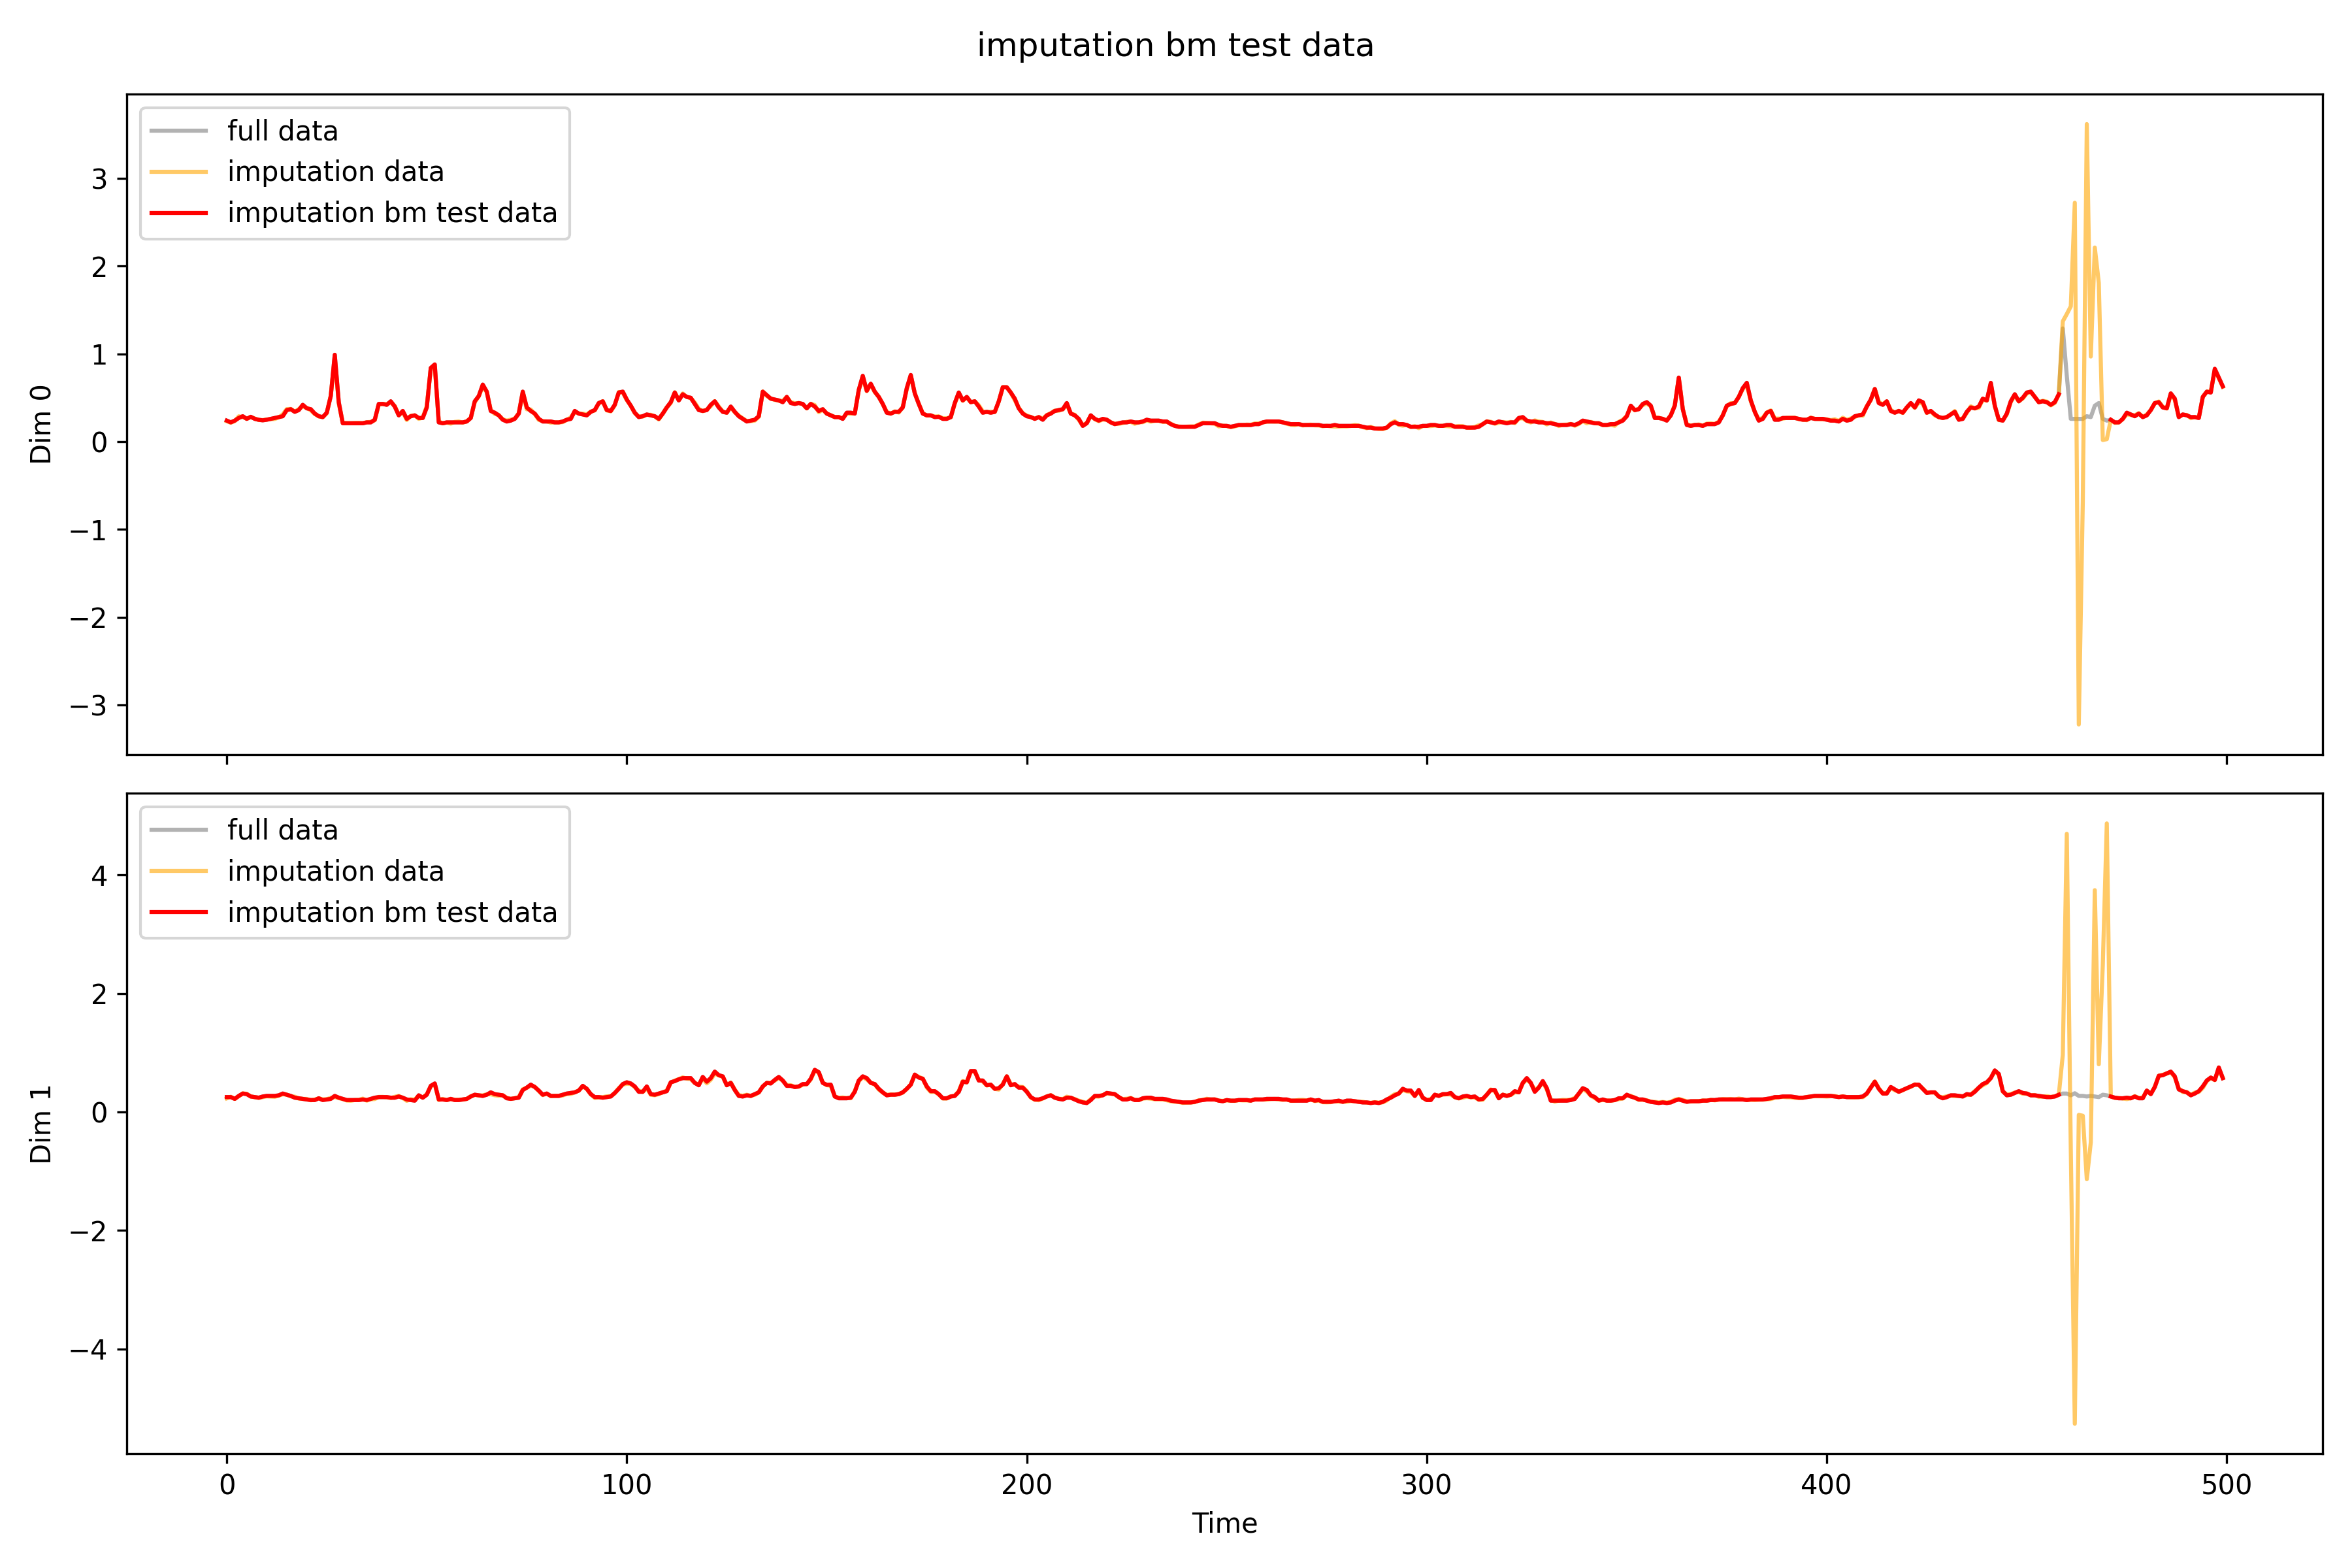 imputation bm test data
full data
imputation data
imputation bm test data
3
2
1
0
−1
−2
−3
Dim 0
full data
imputation data
imputation bm test data
4
2
0
−2
−4
Dim 1
0 100 200 300 400 500
Time